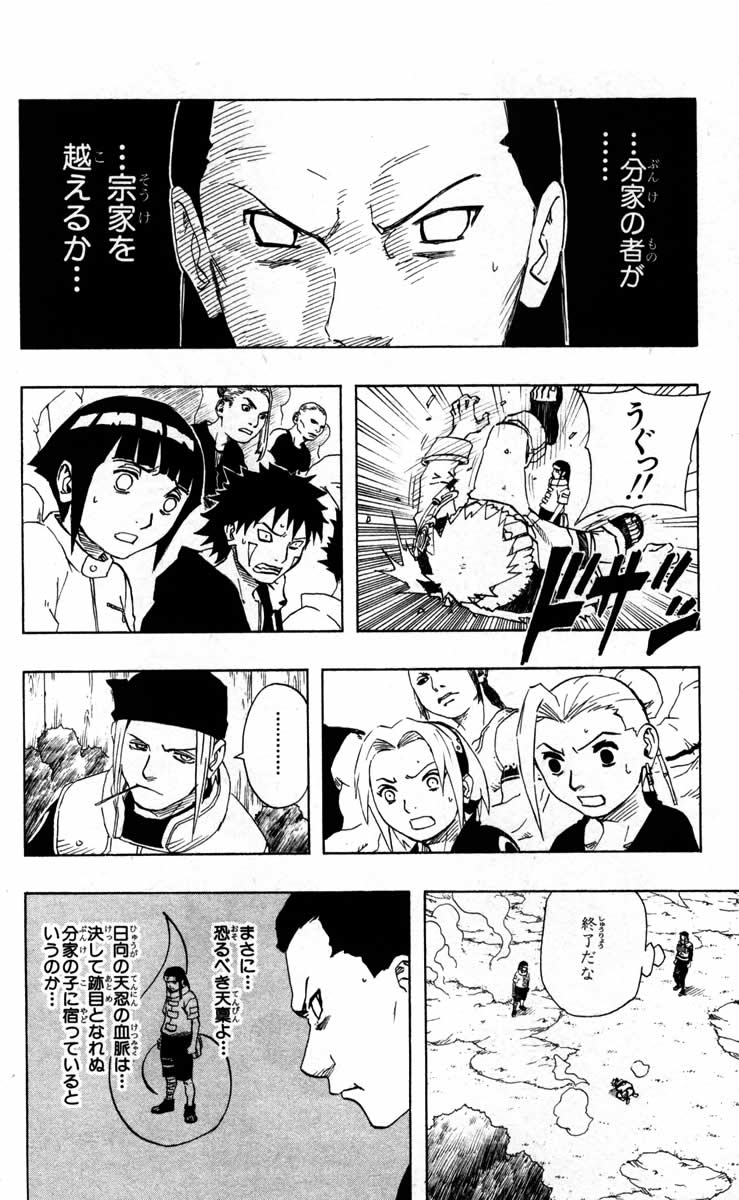 …分家の者が
……
…宗家を
越えるか…
うぐっ!!
ドサッ
………
終了だな
まさに…
恐るべき天稟よ…
日向の天忍の血脈は…
決して跡目となれぬ
分家の子に宿っていると
いうのか…